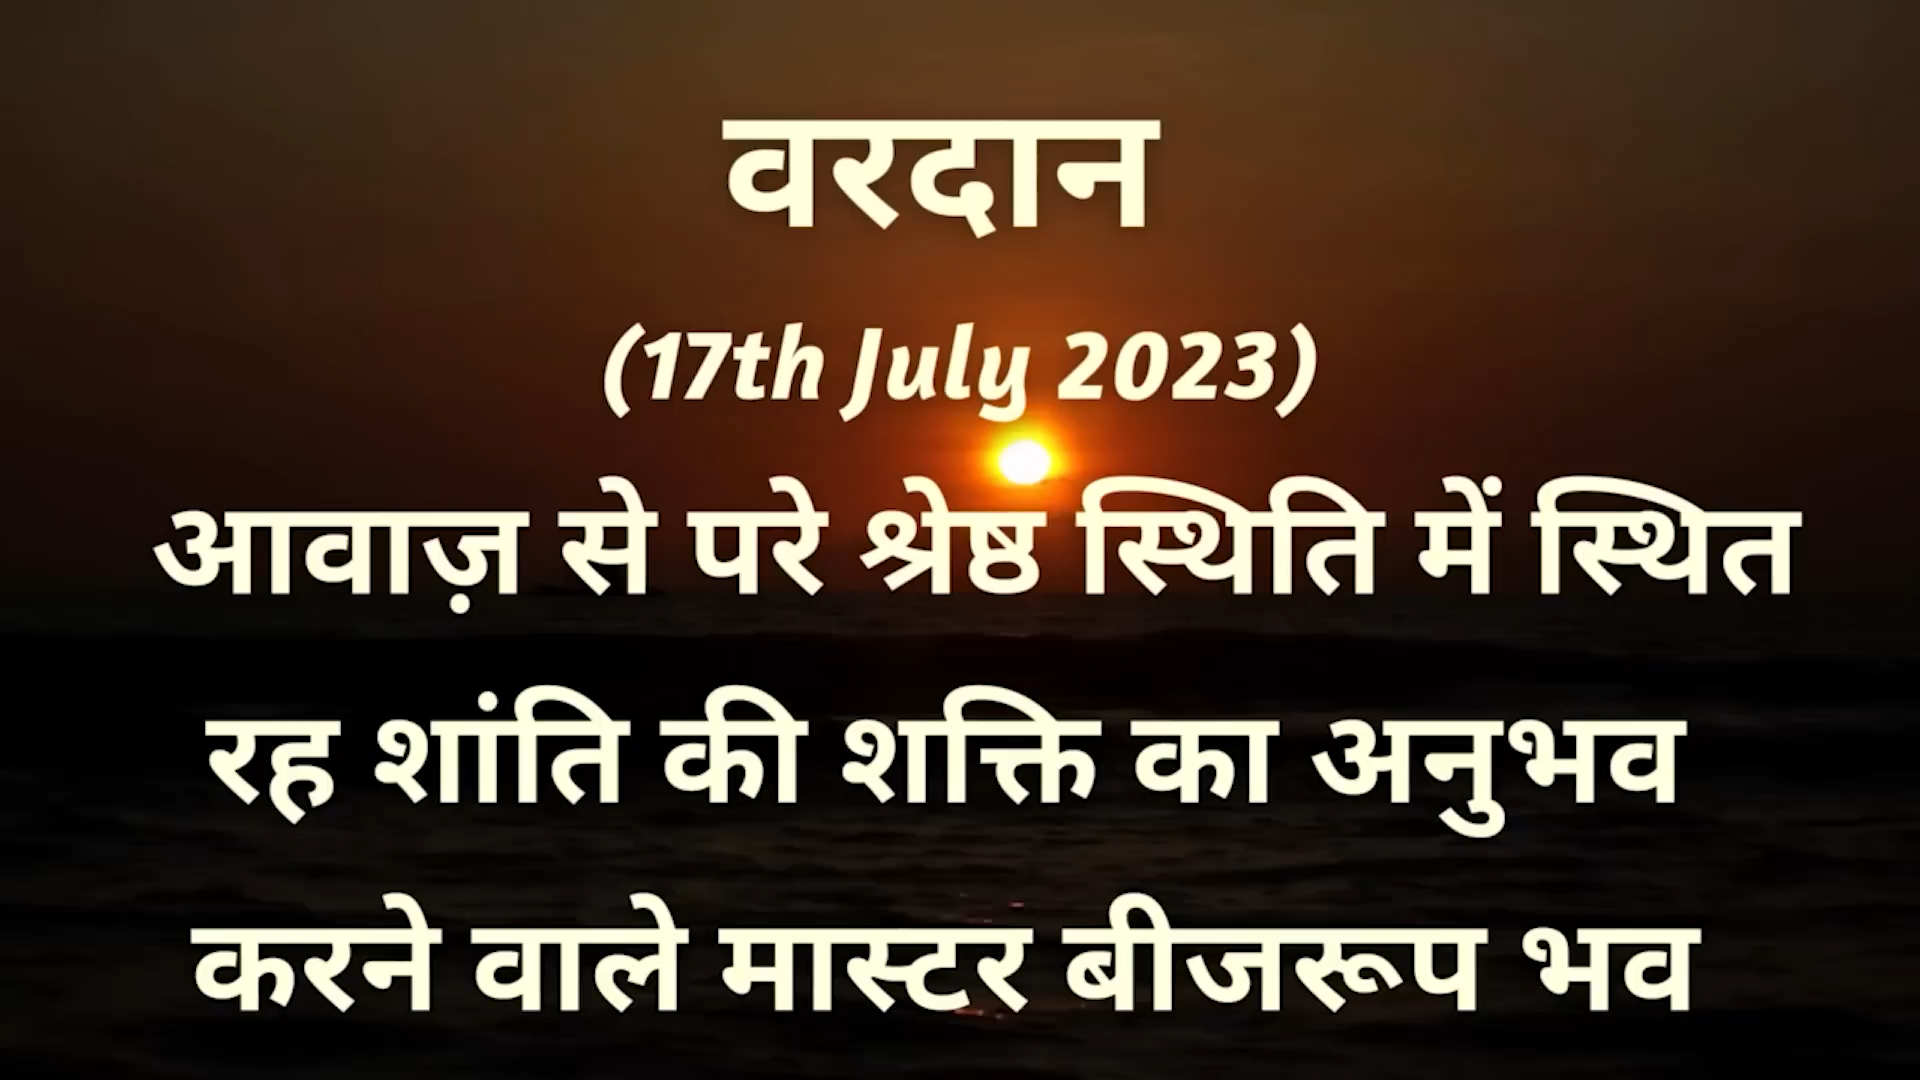 वरदान
(17th July 2023)
आवाज़ से परे श्रेष्ठ स्थिति में स्थित
रह शांति की शक्ति का अनुभव
करने वाले मास्टर बीजरूप भव